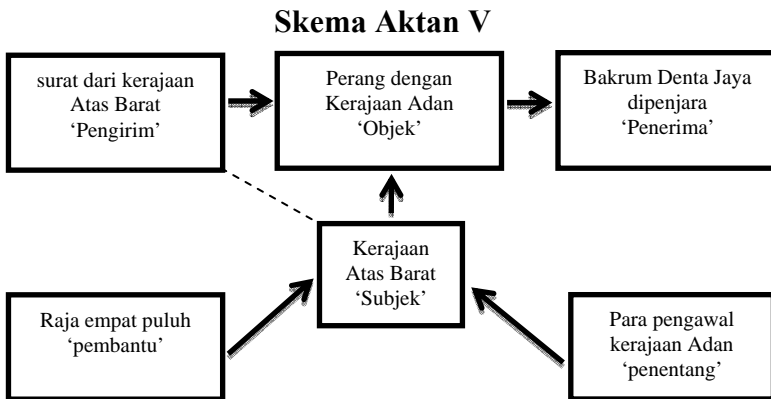 Skema Aktan V
surat dari kerajaan
Atas Barat
‘Pengirim’
Perang dengan
Kerajaan Adan
‘Objek’
Bakrum Denta Jaya
dipenjara
‘Penerima’
Kerajaan
Atas Barat
‘Subjek’
Raja empat puluh
‘pembantu’
Para pengawal
kerajaan Adan
‘penentang’